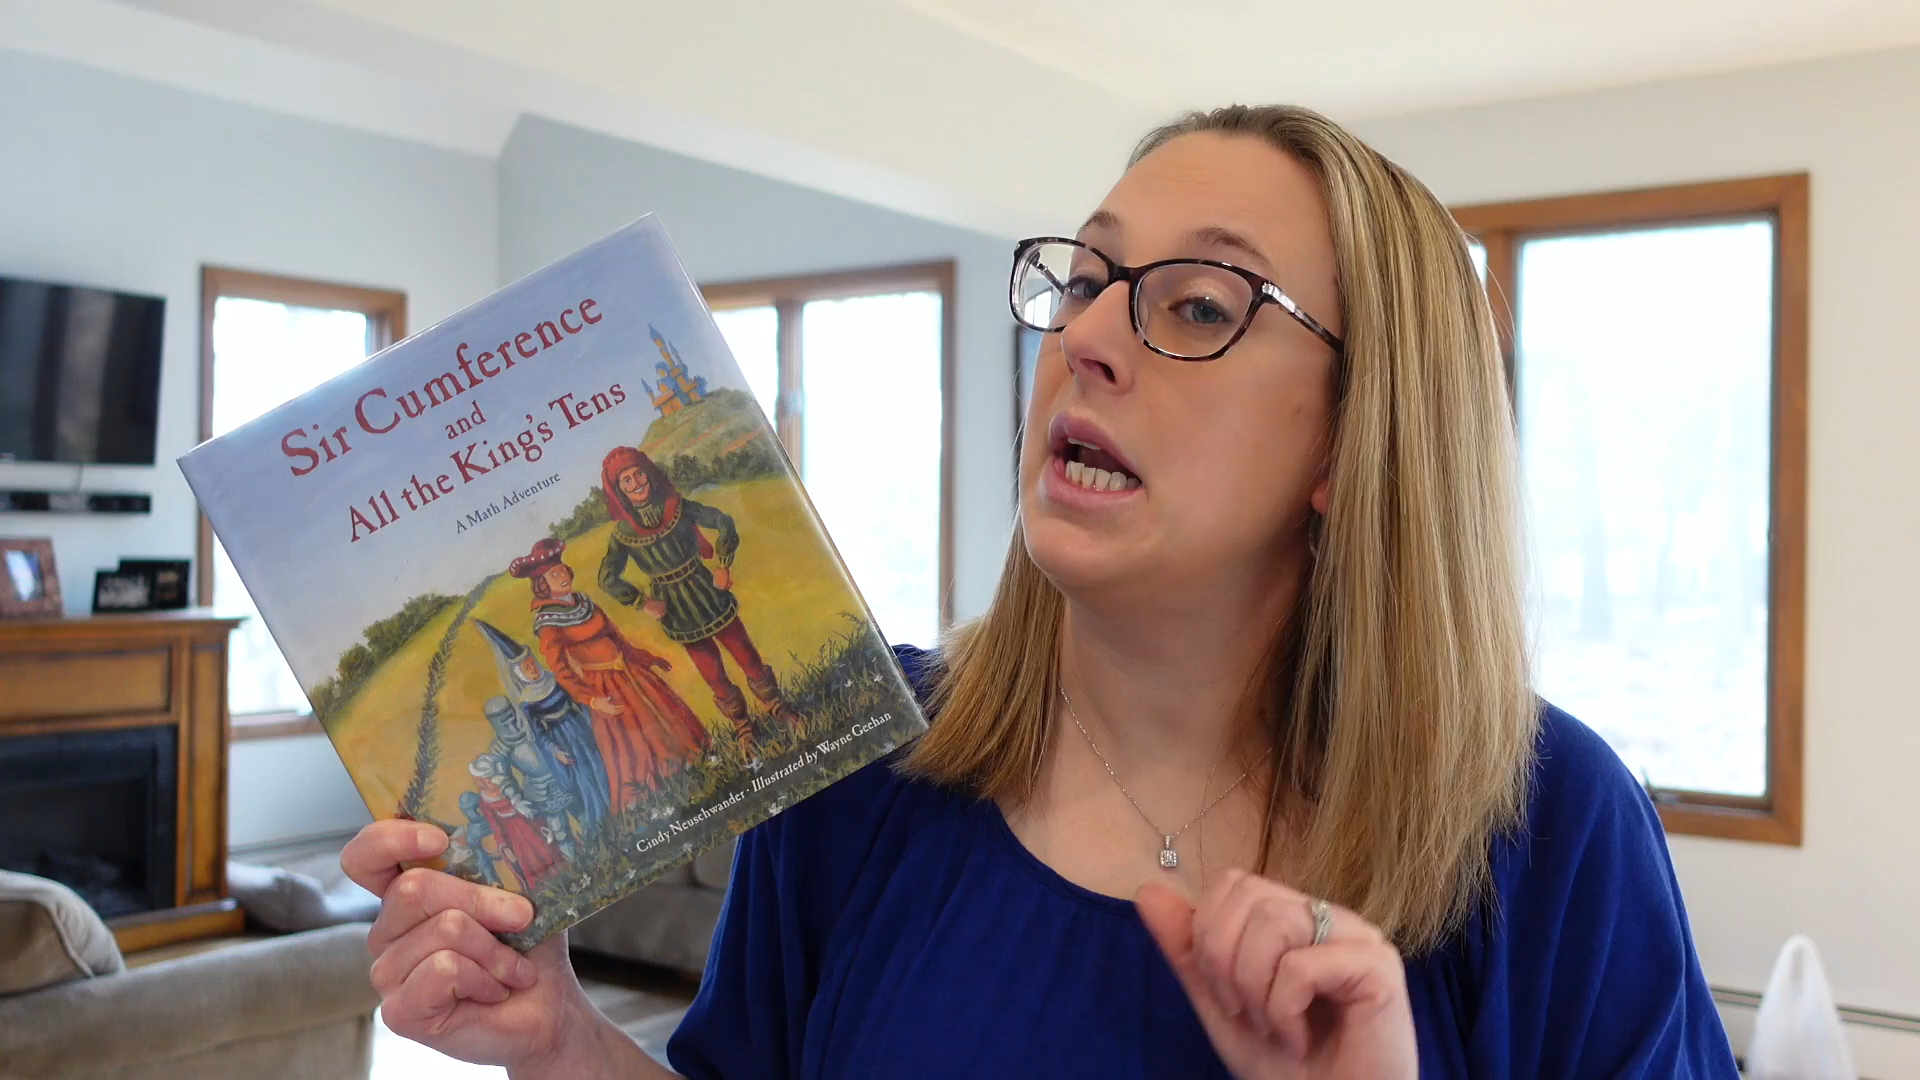 Sir Cumference
and
All the King's Tens
A Math Adventure
Cindy Neuschwander · Illustrated by Wayne Geehan